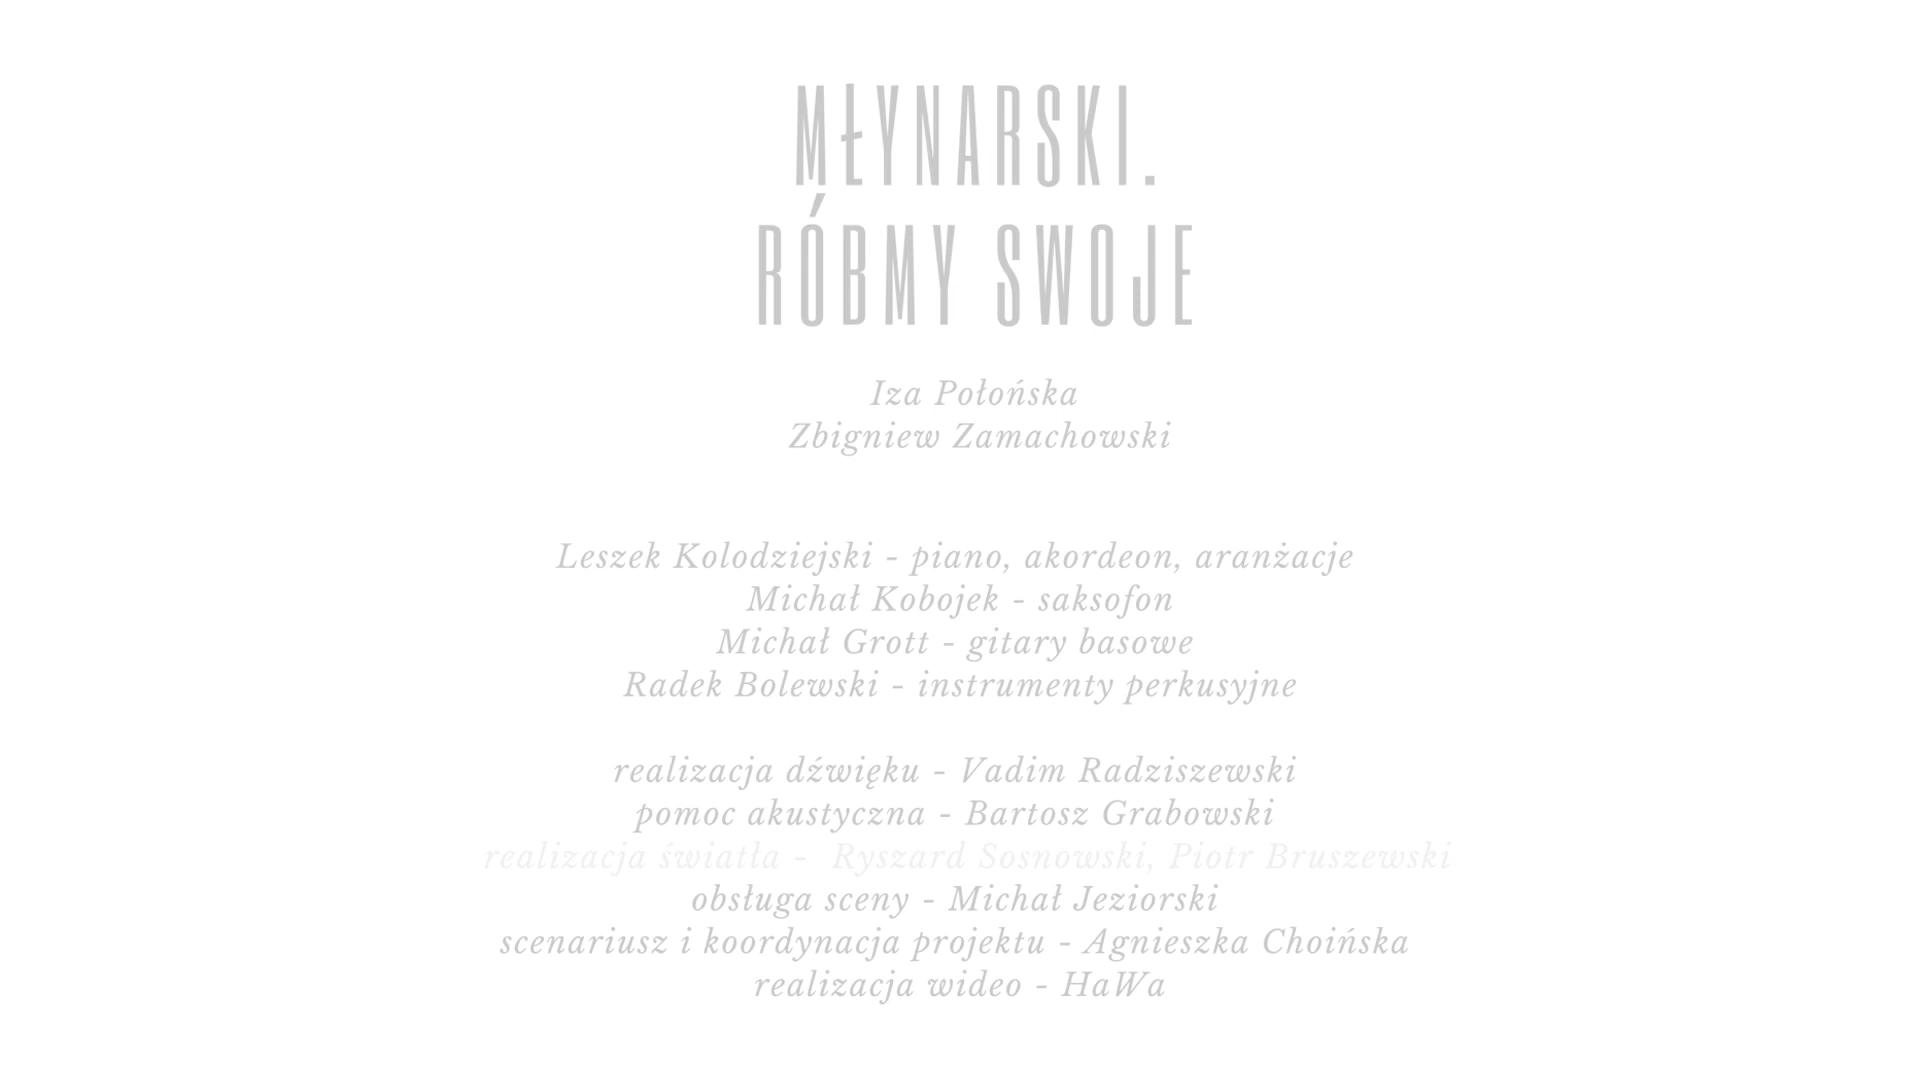 MŁYNARSKI.
RÓBMY SWOJE
Iza Połońska
Zbigniew Zamachowski
Leszek Kolodziejski - piano, akordeon, aranżacje
Michał Kobojek - saksofon
Michał Grott - gitary basowe
Radek Bolewski - instrumenty perkusyjne
realizacja dźwięku - Vadim Radziszewski
pomoc akustyczna - Bartosz Grabowski
realizacja światła - Ryszard Sosnowski, Piotr Bruszewski
obsługa sceny - Michał Jeziorski
scenariusz i koordynacja projektu - Agnieszka Choińska
realizacja wideo - HaWa